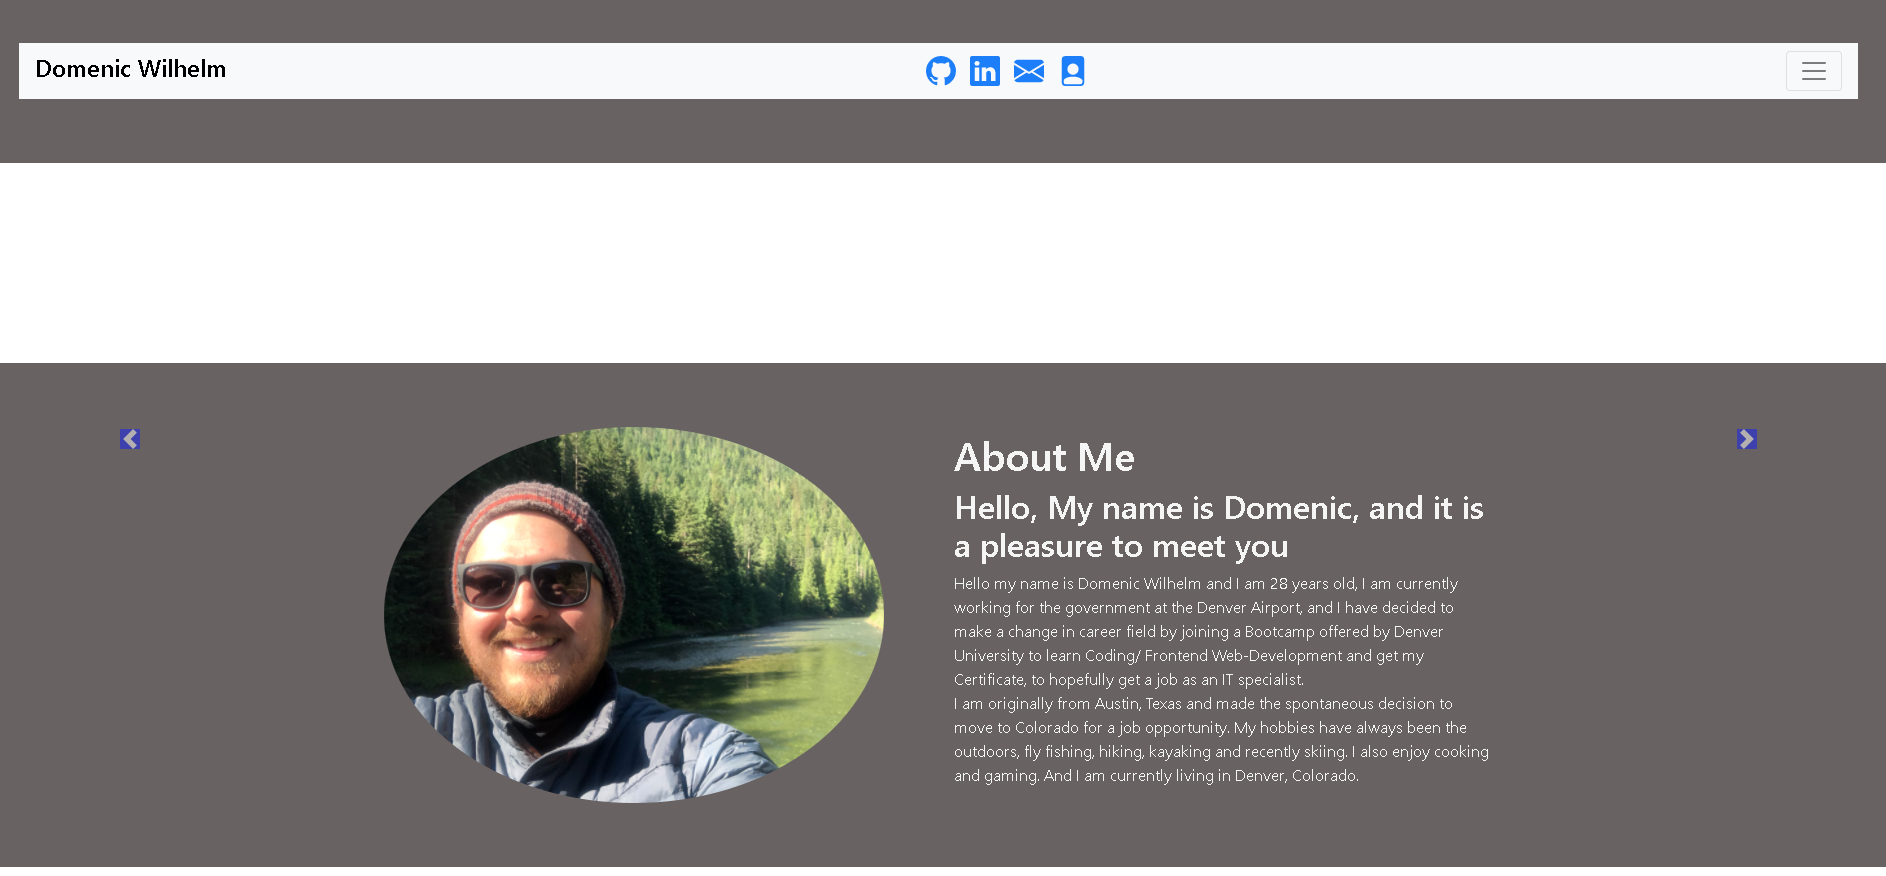 Domenic Wilhelm
in
About Me
Hello, My name is Domenic, and it is
a pleasure to meet you
Hello my name is Domenic Wilhelm and I am 28 years old, I am currently
working for the government at the Denver Airport, and I have decided to
make a change in career field by joining a Bootcamp offered by Denver
University to learn Coding/ Frontend Web-Development and get my
Certificate, to hopefully get a job as an IT specialist.
I am originally from Austin, Texas and made the spontaneous decision to
move to Colorado for a job opportunity. My hobbies have always been the
outdoors, fly fishing, hiking, kayaking and recently skiing. I also enjoy cooking
and gaming. And I am currently living in Denver, Colorado.